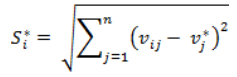 $S_i^* = \sqrt{\sum_{j=1}^{n} (v_{ij} - v_j^*)^2}$